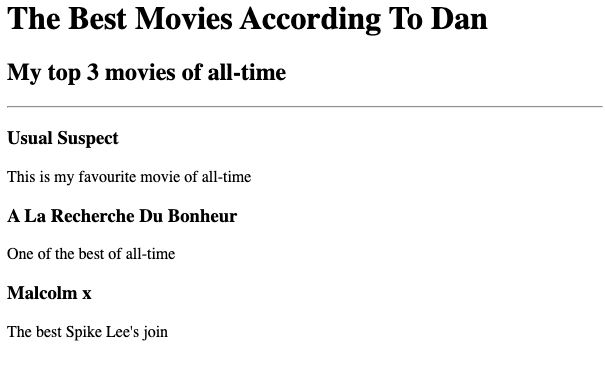 The Best Movies According To Dan
My top 3 movies of all-time
Usual Suspect
This is my favourite movie of all-time
A La Recherche Du Bonheur
One of the best of all-time
Malcolm x
The best Spike Lee's join